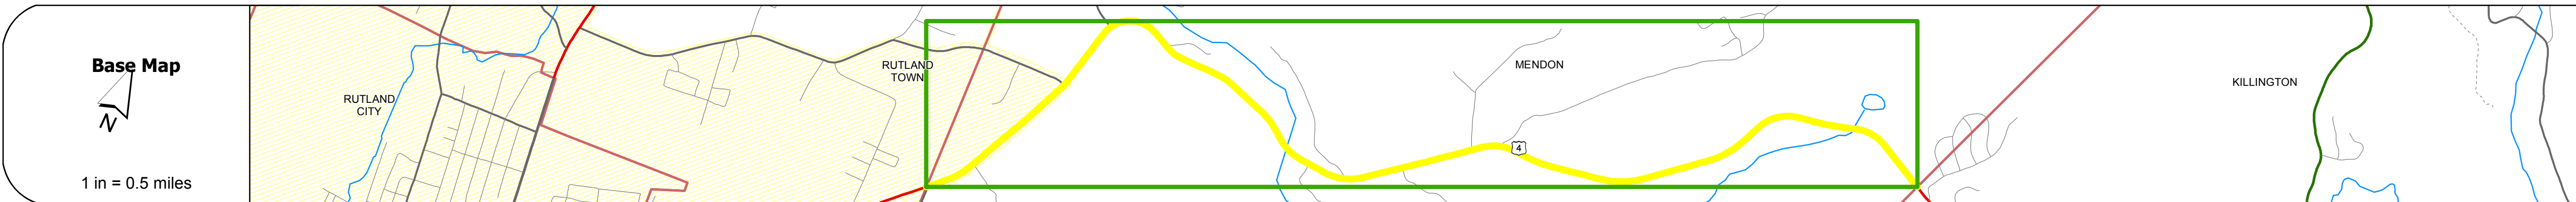 Base Map
N
1 in = 0.5 miles
RUTLAND
CITY
RUTLAND
TOWN
MENDON
4
KILLINGTON